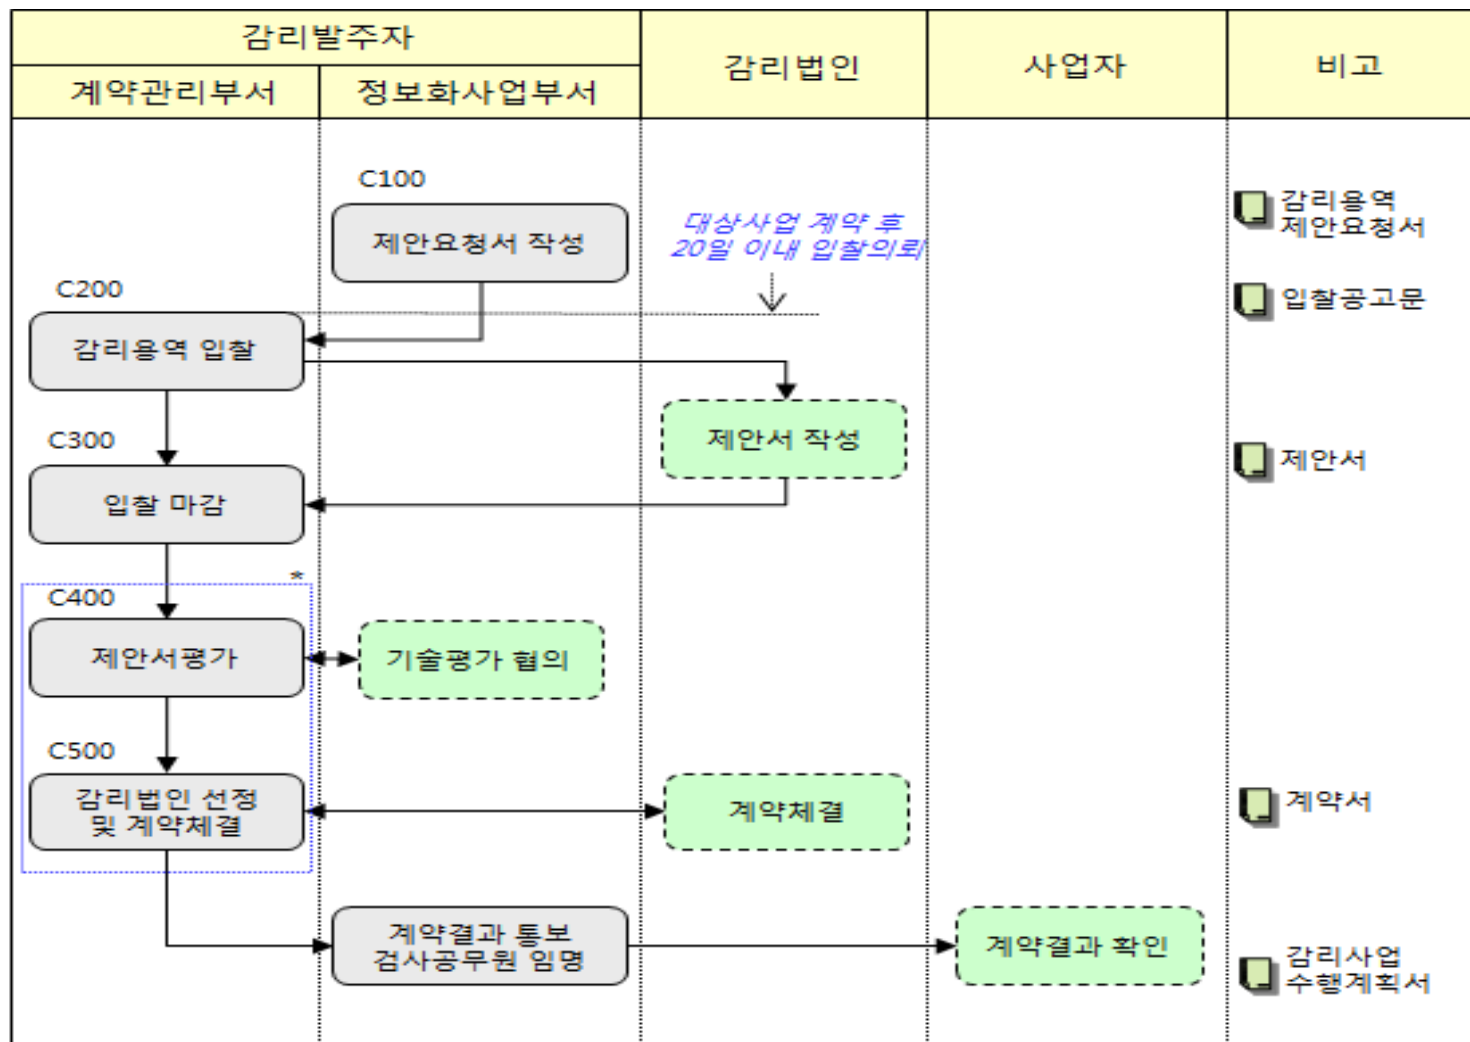 감리발주자
계약관리부서
정보화사업부서
감리법인
사업자
비고
C100
제안요청서 작성
대상사업 계약 후
20일 이내 입찰의뢰
감리용역
제안요청서
C200
감리용역 입찰
입찰공고문
제안서 작성
C300
입찰 마감
제안서
*
C400
제안서평가
기술평가 협의
C500
감리법인 선정
및 계약체결
계약체결
계약서
계약결과 통보
검사공무원 임명
계약결과 확인
감리사업
수행계획서